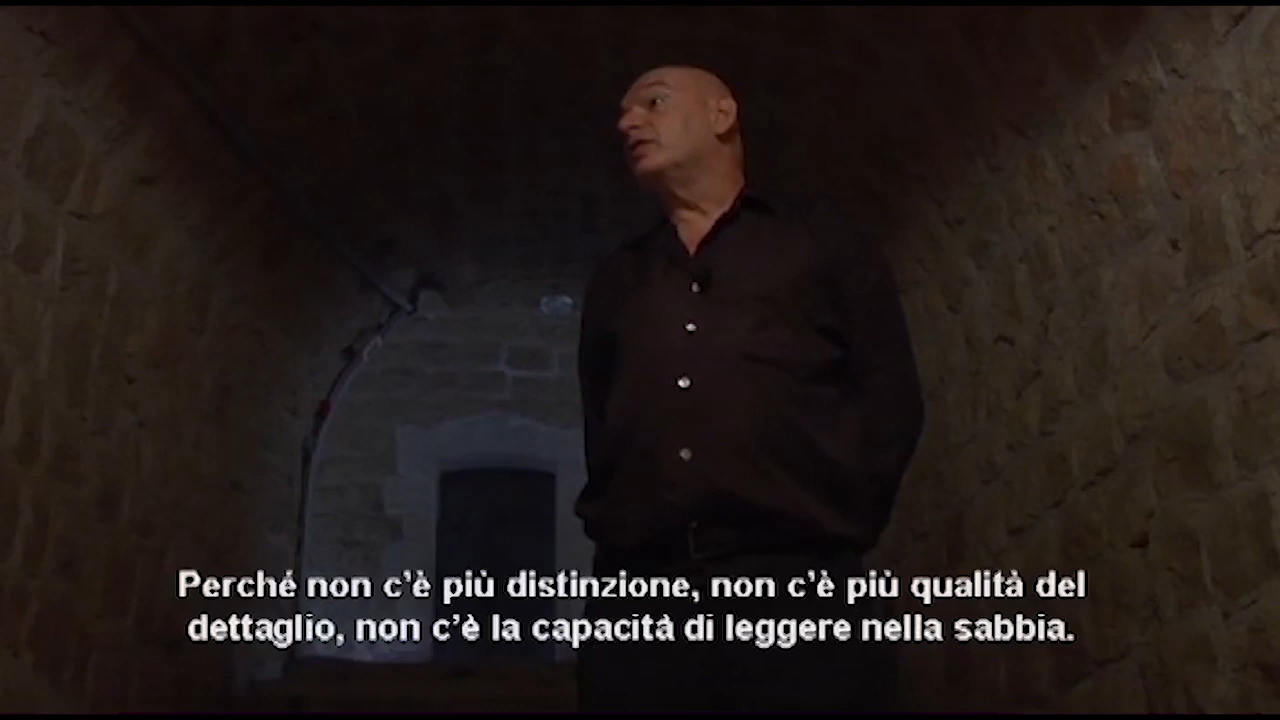 Perché non c'è più distinzione, non c'è più qualità del
dettaglio, non c'è la capacità di leggere nella sabbia.